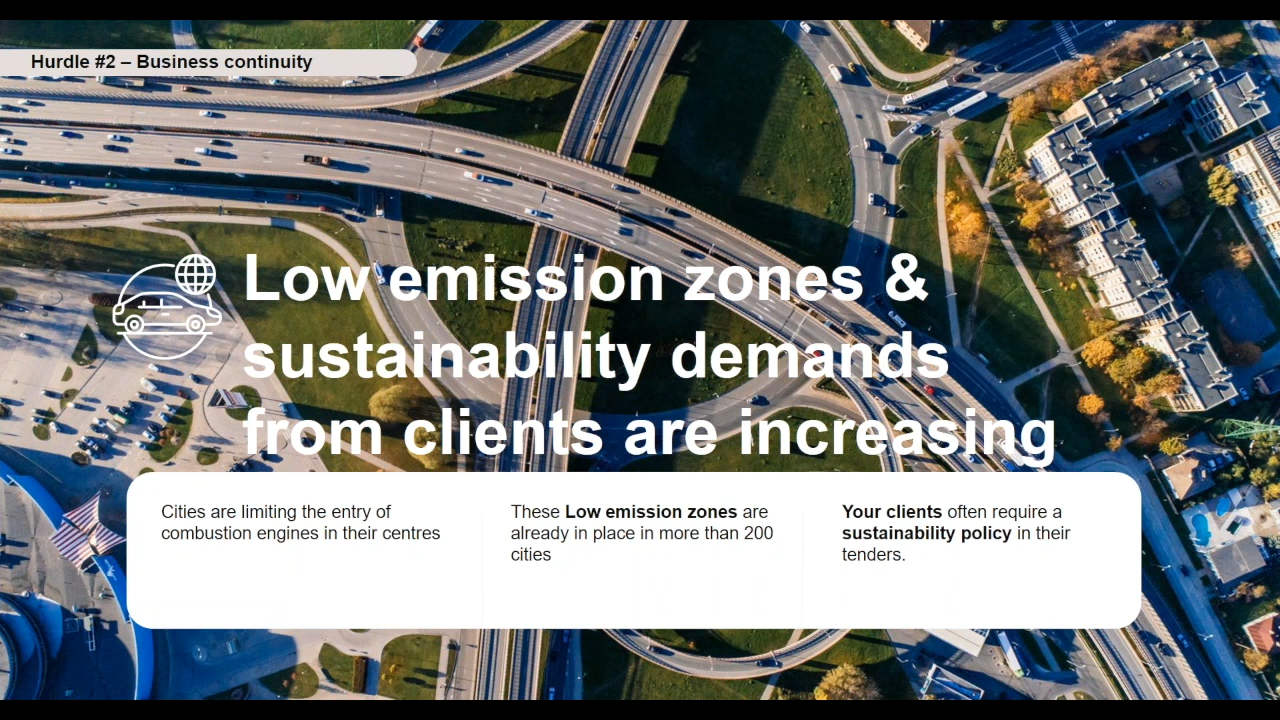 Hurdle #2 – Business continuity
Low emission zones &
sustainability demands
from clients are increasing
Cities are limiting the entry of
combustion engines in their centres
These Low emission zones are
already in place in more than 200
cities
Your clients often require a
sustainability policy in their
tenders.